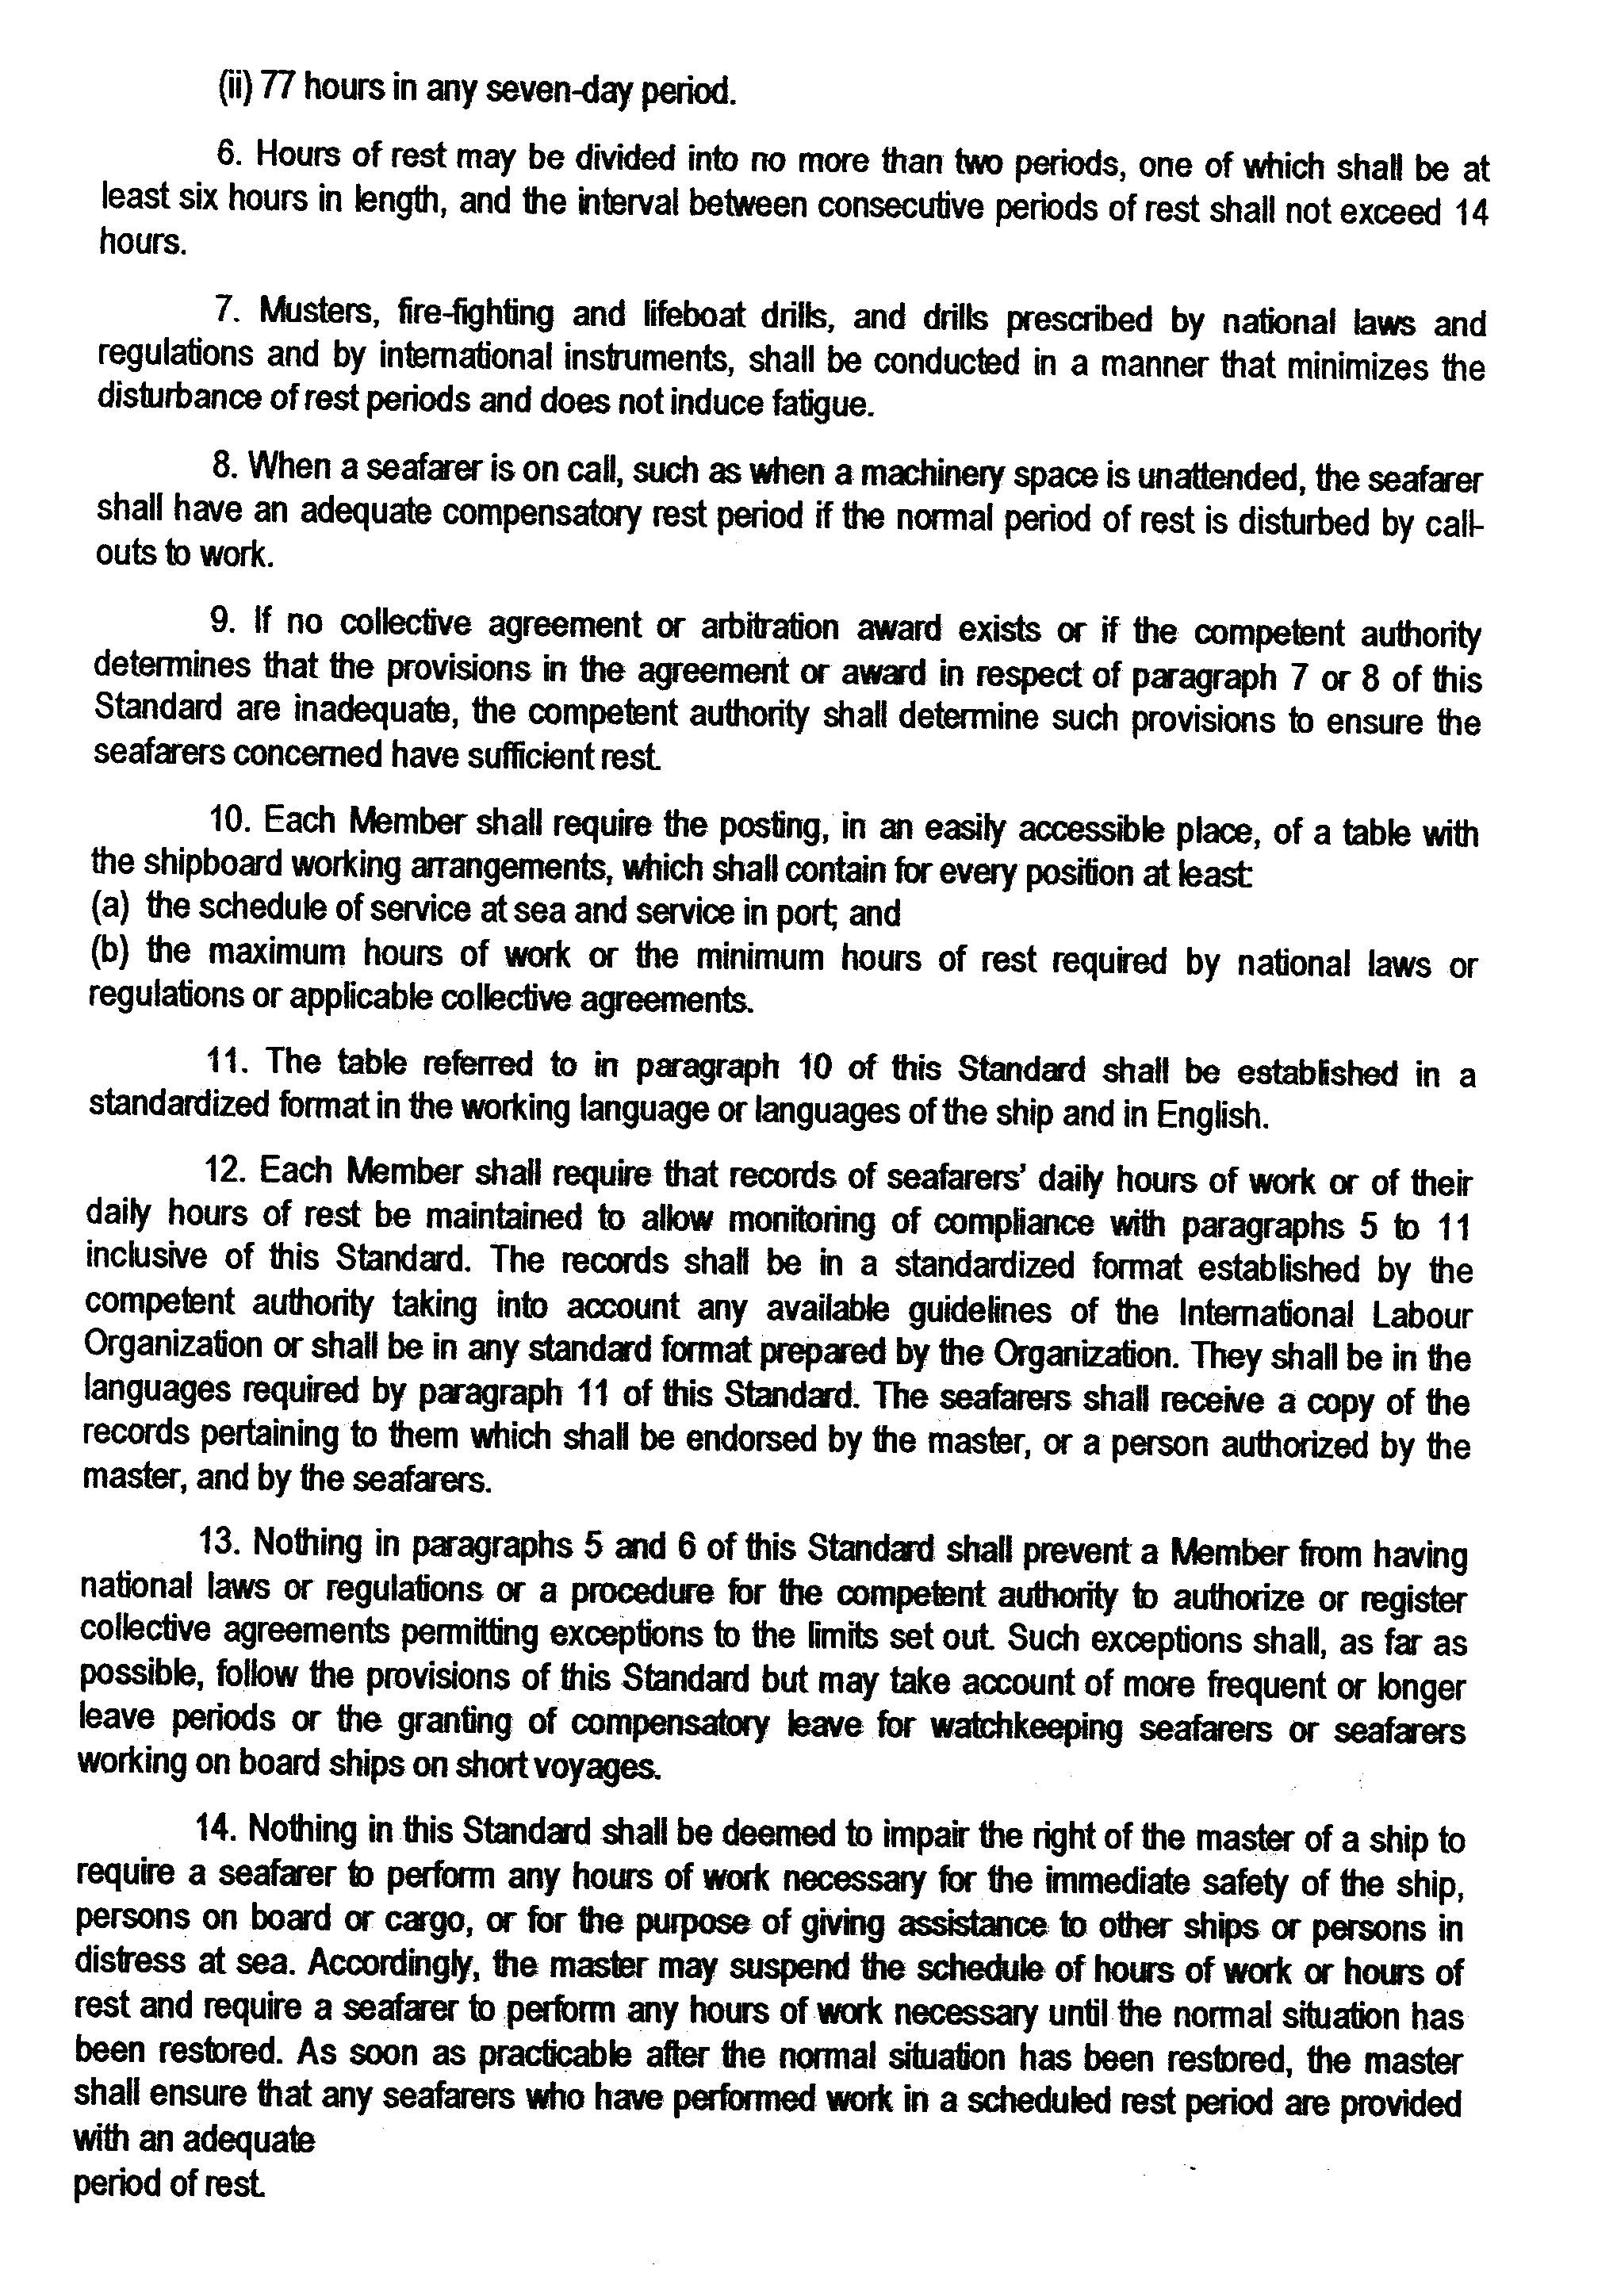 (ii) 77 hours in any seven-day period.
6. Hours of rest may be divided into no more than two periods, one of which shall be at
least six hours in length, and the interval between consecutive periods of rest shall not exceed 14
hours.
7. Musters, fire-fighting and lifeboat drills, and drills prescribed by national laws and
regulations and by international instruments, shall be conducted in a manner that minimizes the
disturbance of rest periods and does not induce fatigue.
8. When a seafarer is on call, such as when a machinery space is unattended, the seafarer
shall have an adequate compensatory rest period if the normal period of rest is disturbed by call-
outs to work.
9. If no collective agreement or arbitration award exists or if the competent authority
determines that the provisions in the agreement or award in respect of paragraph 7 or 8 of this
Standard are inadequate, the competent authority shall determine such provisions to ensure the
seafarers concerned have sufficient rest.
10. Each Member shall require the posting, in an easily accessible place, of a table with
the shipboard working arrangements, which shall contain for every position at least:
(a) the schedule of service at sea and service in port; and
(b) the maximum hours of work or the minimum hours of rest required by national laws or
regulations or applicable collective agreements.
11. The table referred to in paragraph 10 of this Standard shall be established in a
standardized format in the working language or languages of the ship and in English.
12. Each Member shall require that records of seafarers' daily hours of work or of their
daily hours of rest be maintained to allow monitoring of compliance with paragraphs 5 to 11
inclusive of this Standard. The records shall be in a standardized format established by the
competent authority taking into account any available guidelines of the International Labour
Organization or shall be in any standard format prepared by the Organization. They shall be in the
languages required by paragraph 11 of this Standard. The seafarers shall receive a copy of the
records pertaining to them which shall be endorsed by the master, or a person authorized by the
master, and by the seafarers.
13. Nothing in paragraphs 5 and 6 of this Standard shall prevent a Member from having
national laws or regulations or a procedure for the competent authority to authorize or register
collective agreements permitting exceptions to the limits set out. Such exceptions shall, as far as
possible, follow the provisions of this Standard but may take account of more frequent or longer
leave periods or the granting of compensatory leave for watchkeeping seafarers or seafarers
working on board ships on short voyages.
14. Nothing in this Standard shall be deemed to impair the right of the master of a ship to
require a seafarer to perform any hours of work necessary for the immediate safety of the ship,
persons on board or cargo, or for the purpose of giving assistance to other ships or persons in
distress at sea. Accordingly, the master may suspend the schedule of hours of work or hours of
rest and require a seafarer to perform any hours of work necessary until the normal situation has
been restored. As soon as practicable after the normal situation has been restored, the master
shall ensure that any seafarers who have performed work in a scheduled rest period are provided
with an adequate
period of rest.